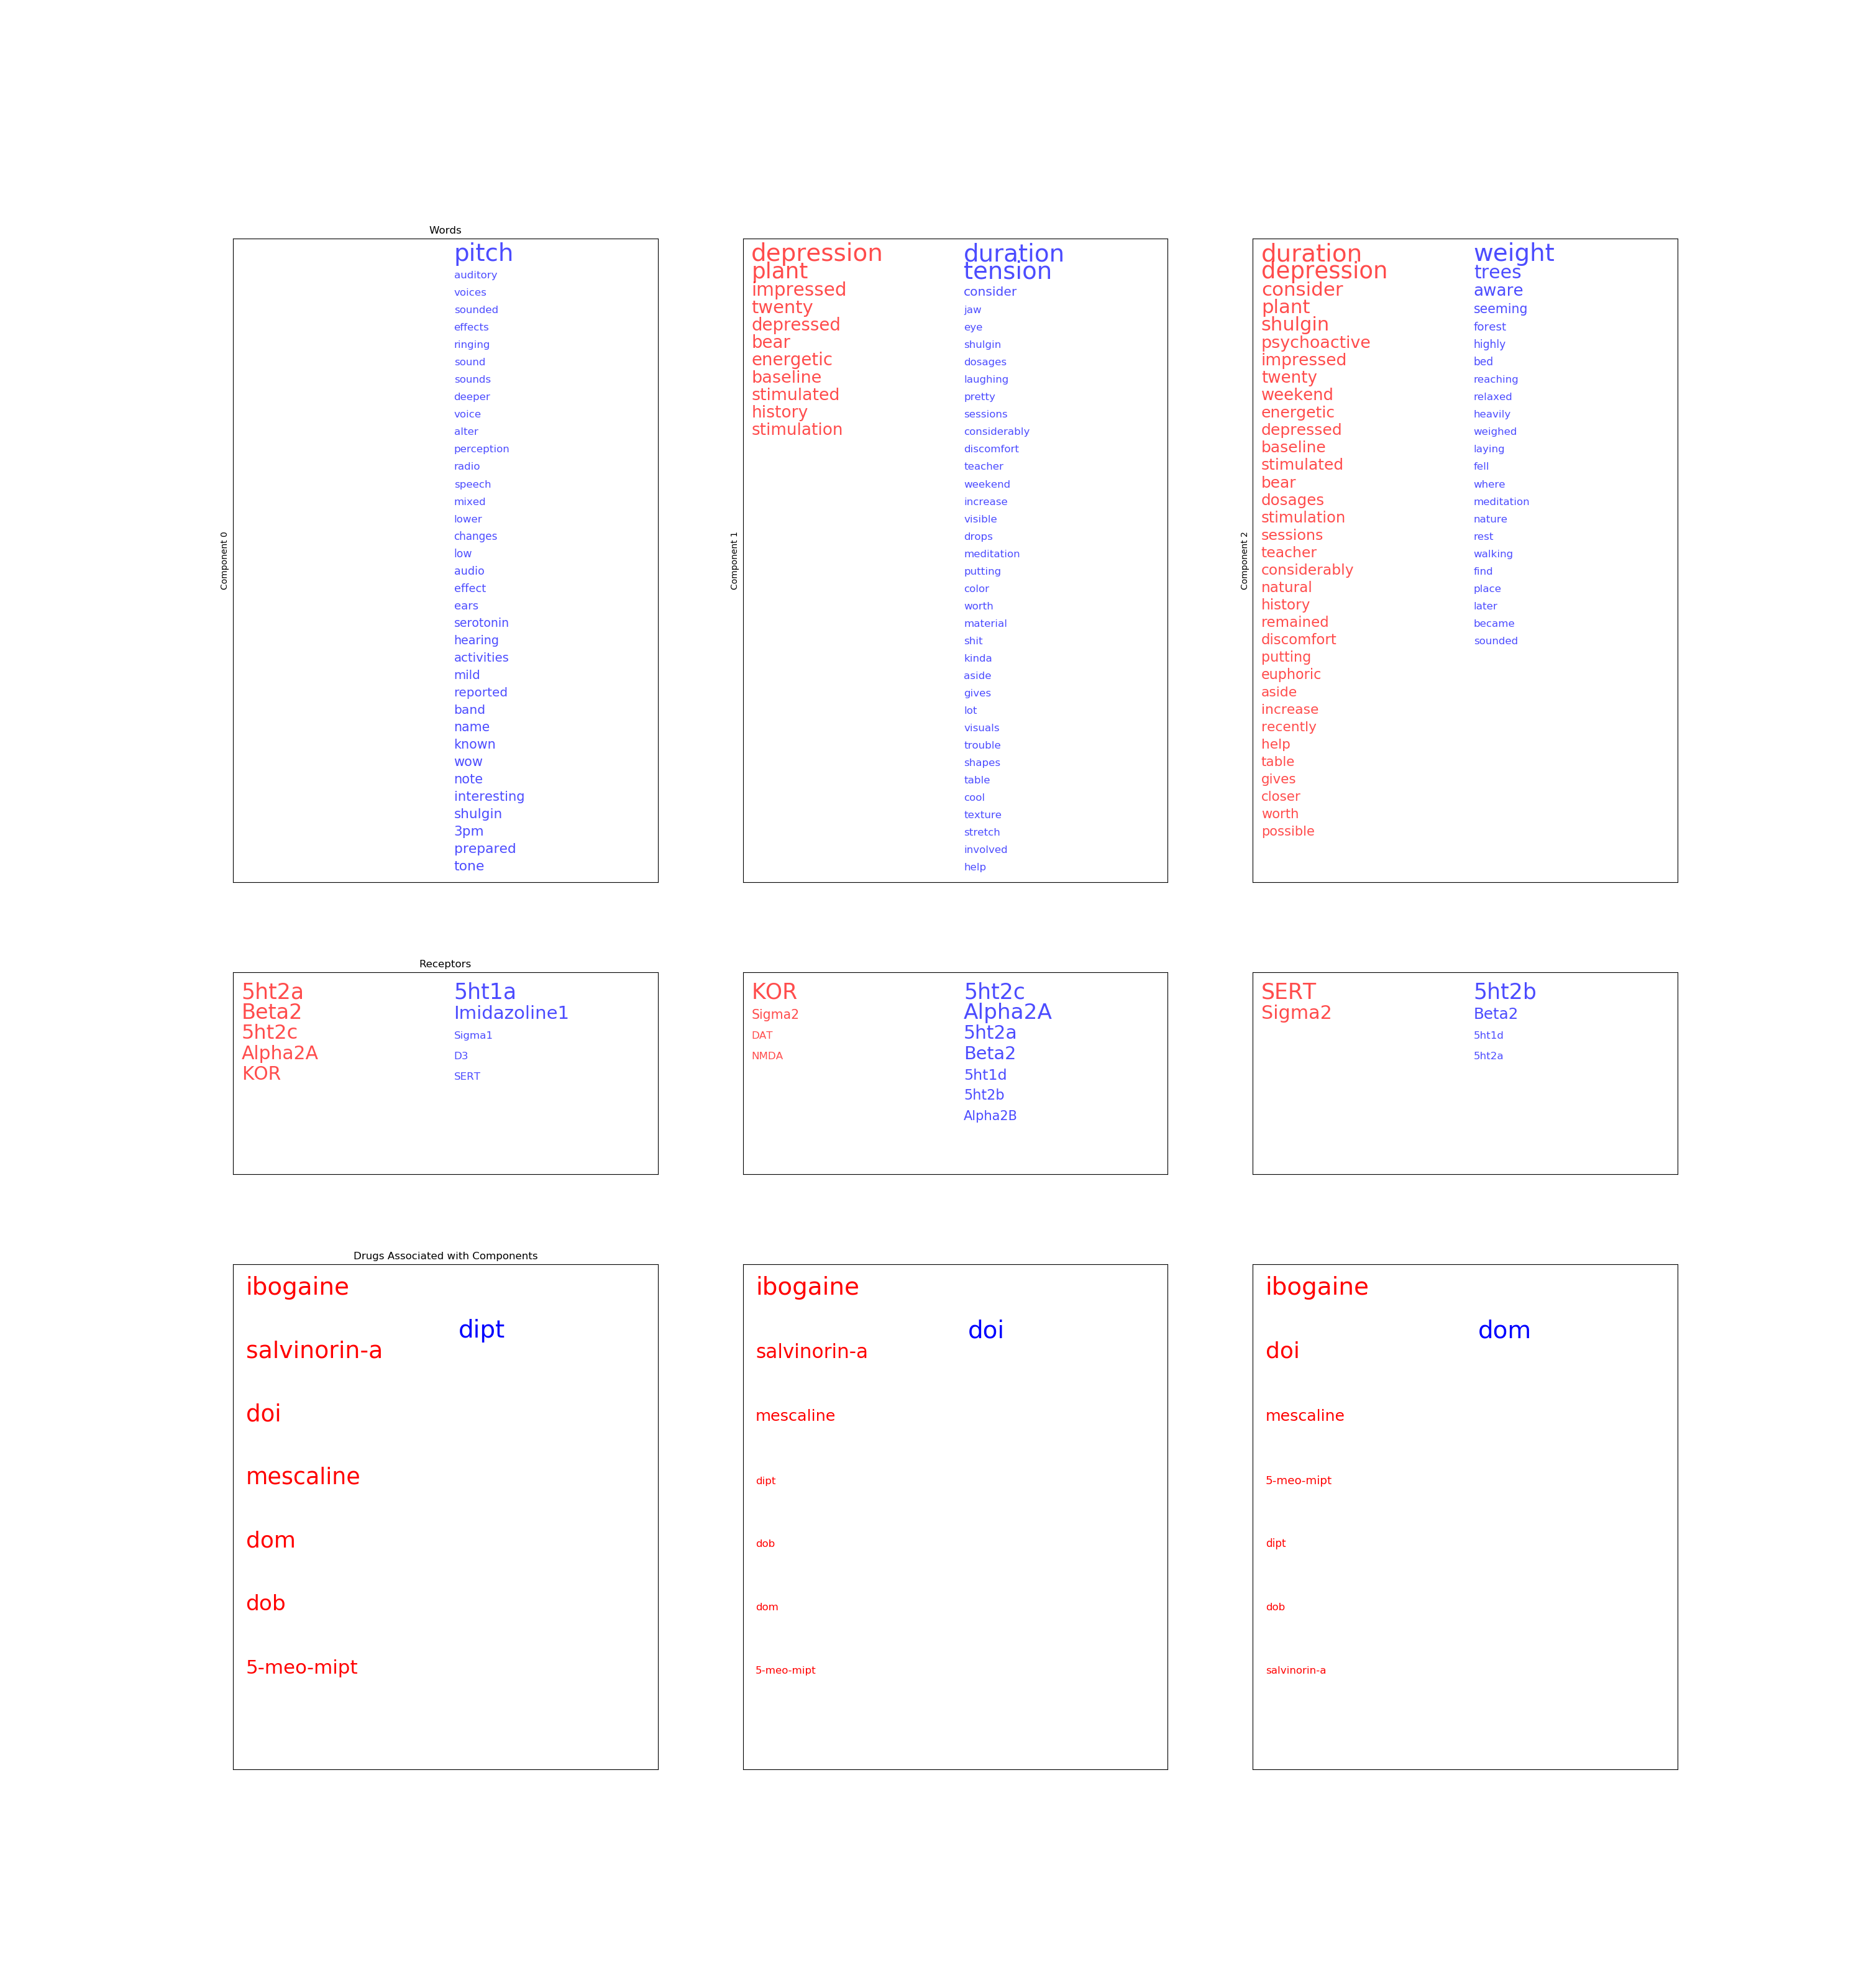 Words
Component 0
pitch
auditory
voices
sounded
effects
ringing
sound
sounds
deeper
voice
alter
perception
radio
speech
mixed
lower
changes
low
audio
effect
ears
serotonin
hearing
activities
mild
reported
band
name
known
wow
note
interesting
shulgin
3pm
prepared
tone
Component 1
depression
plant
impressed
twenty
depressed
bear
energetic
baseline
stimulated
history
stimulation
duration
tension
consider
jaw
eye
shulgin
dosages
laughing
pretty
sessions
considerably
discomfort
teacher
weekend
increase
visible
drops
meditation
putting
color
worth
material
shit
kinda
aside
gives
lot
visuals
trouble
shapes
table
cool
texture
stretch
involved
help
Component 2
duration
depression
consider
plant
shulgin
psychoactive
impressed
twenty
weekend
energetic
depressed
baseline
stimulated
bear
dosages
stimulation
sessions
teacher
considerably
natural
history
remained
discomfort
putting
euphoric
aside
increase
recently
help
table
gives
closer
worth
possible
weight
trees
aware
seeming
forest
highly
bed
reaching
relaxed
heavily
weighed
laying
fell
where
meditation
nature
rest
walking
find
place
later
became
sounded
Receptors
5ht2a
Beta2
5ht2c
Alpha2A
KOR
5ht1a
Imidazoline1
Sigma1
D3
SERT
KOR
Sigma2
DAT
NMDA
5ht2c
Alpha2A
5ht2a
Beta2
5ht1d
5ht2b
Alpha2B
SERT
Sigma2
5ht2b
Beta2
5ht1d
5ht2a
Drugs Associated with Components
ibogaine
salvinorin-a
doi
mescaline
dom
dob
5-meo-mipt
dipt
ibogaine
salvinorin-a
mescaline
dipt
dob
dom
5-meo-mipt
doi
ibogaine
doi
mescaline
5-meo-mipt
dipt
dob
salvinorin-a
dom